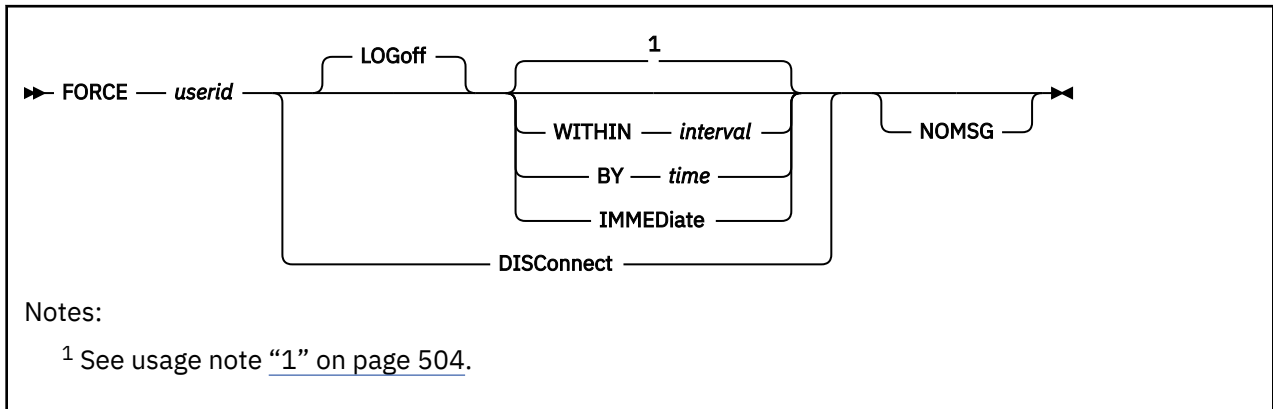 1
LOGoff
FORCE userid
WITHIN interval
NOMSG
BY time
IMMEDiate
DISConnect
Notes:
1 See usage note “1” on page 504.